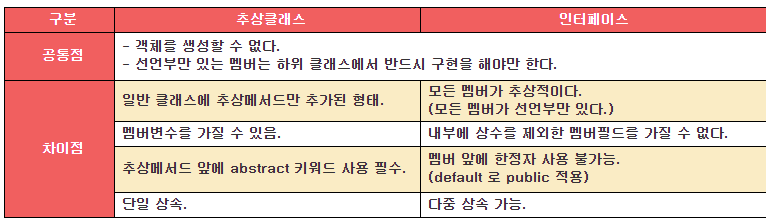 구분 추상클래스 인터페이스
공통점
- 객체를 생성할 수 없다.
- 선언부만 있는 멤버는 하위 클래스에서 반드시 구현을 해야만 한다.
차이점
일반 클래스에 추상메서드만 추가된 형태.
모든 멤버가 추상적이다.
(모든 멤버가 선언부만 있다.)
멤버변수를 가질 수 있음.
내부에 상수를 제외한 멤버필드를 가질 수 없다.
추상메서드 앞에 abstract 키워드 사용 필수.
멤버 앞에 한정자 사용 불가능.
(default 로 public 적용)
단일 상속.
다중 상속 가능.